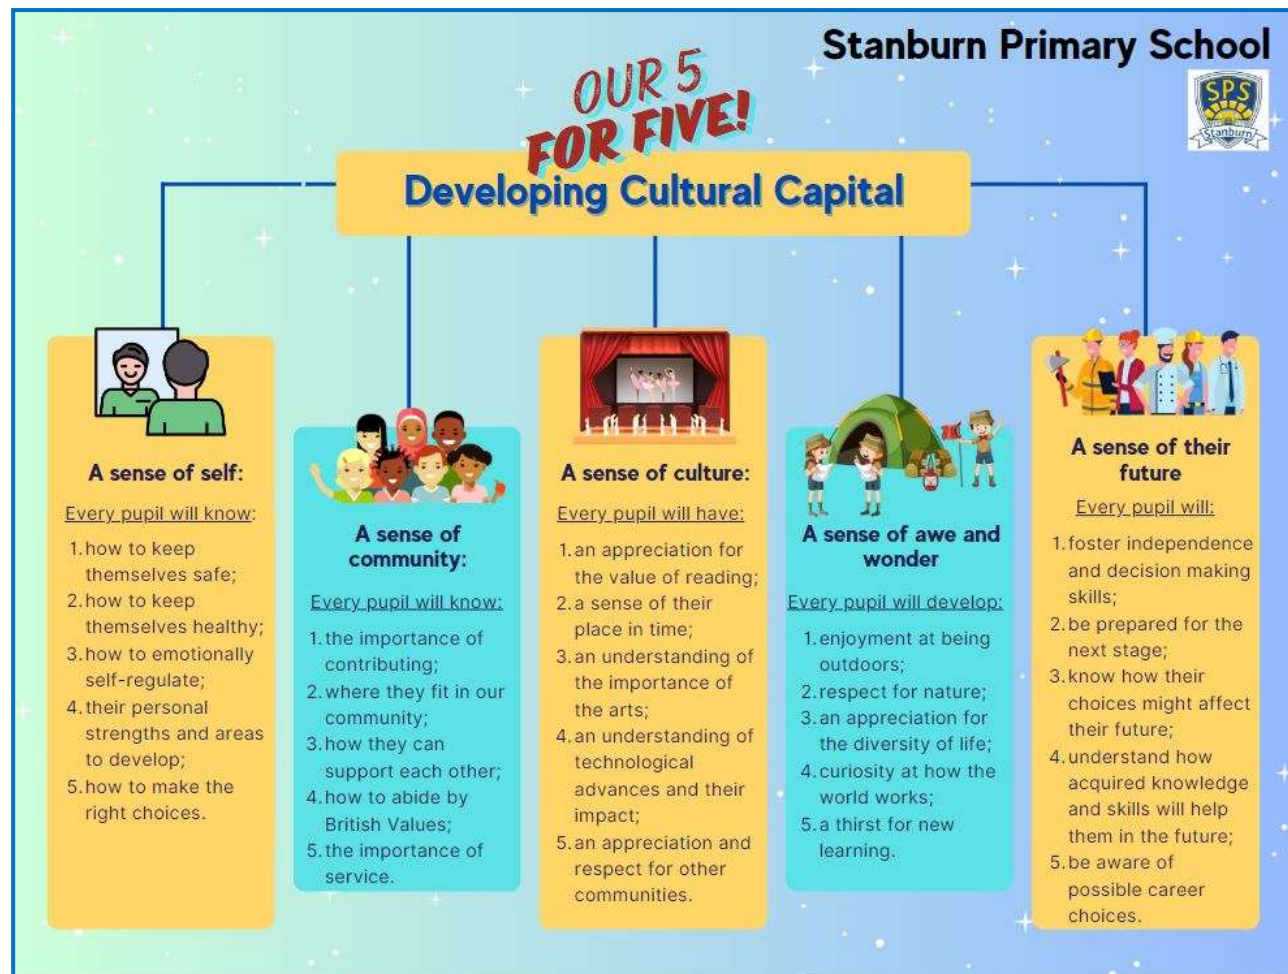 Stanburn Primary School
SPS
Stanburn
OUR 5
FOR FIVE!
Developing Cultural Capital
A sense of self:
Every pupil will know:
1.how to keep
themselves safe;
2.how to keep
themselves healthy;
3.how to emotionally
self-regulate;
4.their personal
strengths and areas
to develop;
5.how to make the
right choices.
A sense of
community:
Every pupil will know:
1.the importance of
contributing;
2.where they fit in our
community;
3.how they can
support each other;
4.how to abide by
British Values;
5.the importance of
service.
A sense of culture:
Every pupil will have:
1.an appreciation for
the value of reading;
2.a sense of their
place in time;
3.an understanding of
the importance of
the arts;
4.an understanding of
technological
advances and their
impact;
5.an appreciation and
respect for other
communities.
A sense of awe and
wonder
Every pupil will develop:
1.enjoyment at being
outdoors;
2.respect for nature;
3.an appreciation for
the diversity of life;
4.curiosity at how the
world works;
5.a thirst for new
learning.
A sense of their
future
Every pupil will:
1.foster independence
and decision making
skills;
2.be prepared for the
next stage;
3.know how their
choices might affect
their future;
4.understand how
acquired knowledge
and skills will help
them in the future;
5.be aware of
possible career
choices.